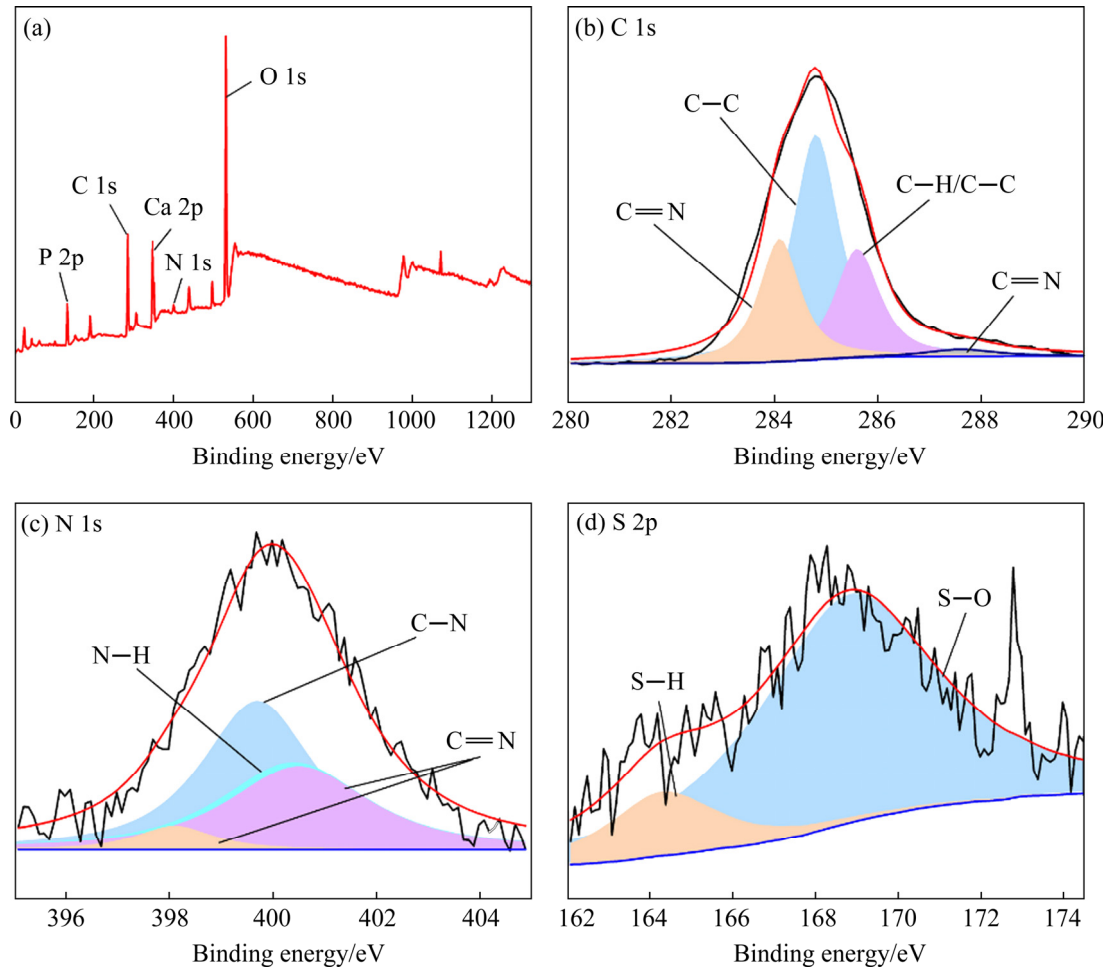 (a)
O 1s
C 1s
Ca 2p
P 2p
N 1s
0 200 400 600 800 1000 1200
Binding energy/eV
(b) C 1s
C−C
C−H/C−C
C=N
C=N
280 282 284 286 288 290
Binding energy/eV
(c) N 1s
C−N
N−H
C=N
396 398 400 402 404
Binding energy/eV
(d) S 2p
S−O
S−H
162 164 166 168 170 172 174
Binding energy/eV